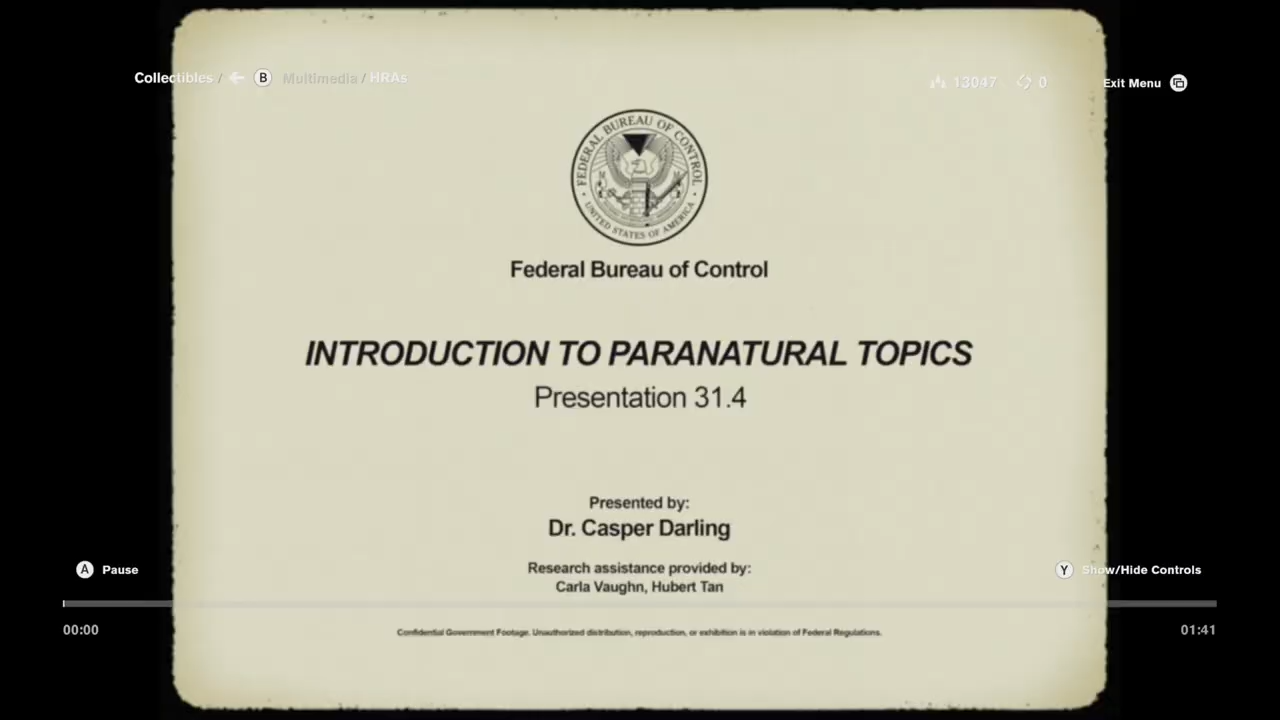 Collectibles / B Multimedia / HRAs
13047 0
Exit Menu
FEDERAL BUREAU OF CONTROL
UNITED STATES OF AMERICA
Federal Bureau of Control
INTRODUCTION TO PARANATURAL TOPICS
Presentation 31.4
Presented by:
Dr. Casper Darling
Research assistance provided by:
Carla Vaughn, Hubert Tan
A Pause
Y Show/Hide Controls
00:00
01:41
Confidential Government Footage. Unauthorized distribution, reproduction, or exhibition is in violation of Federal Regulations.